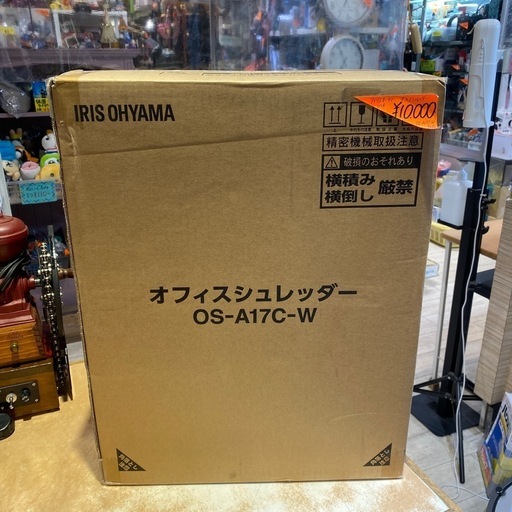 IRIS OHYAMA
¥10,000
精密機械取扱注意
破損のおそれあり
横積み
横倒し
厳禁
オフィスシュレッダー
OS-A17C-W